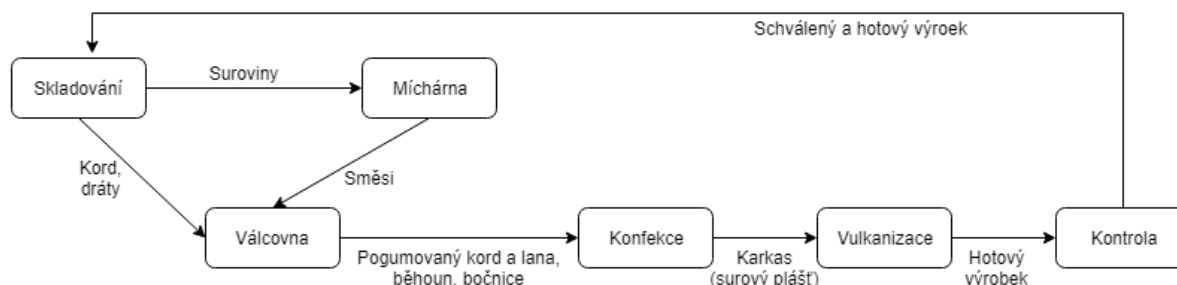 Schválený a hotový výroek
Skladování
Suroviny
Míchárna
Kord,
dráty
Směsi
Válcovna
Pogumovaný kord a lana,
běhoun, bočnice
Konfekce
Karkas
(surový plášť)
Vulkanizace
Hotový
výrobek
Kontrola